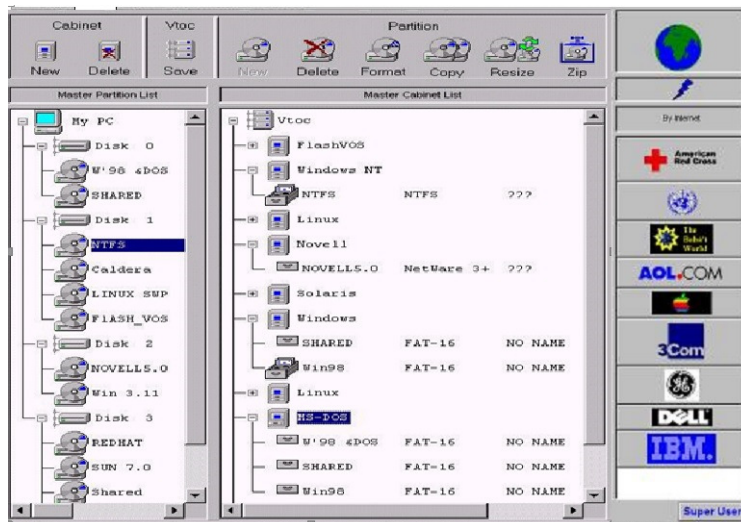 Cabinet Vtoc Partition
New Delete Save New Delete Format Copy Resize Zip
Master Partition List
My PC
Disk 0
W'98 &DOS
SHARED
Disk 1
NTFS
Caldera
LINUX SWP
FlASH_VOS
Disk 2
NOVELL5.0
Win 3.11
Disk 3
REDHAT
SUN 7.0
Shared
Master Cabinet List
Vtoc
FlashVOS
Windows NT
NTFS NTFS ???
Linux
Novell
NOVELL5.0 NetWare 3+ ???
Solaris
Windows
SHARED FAT-16 NO NAME
Win98 FAT-16 NO NAME
Linux
MS-DOS
W'98 &DOS FAT-16 NO NAME
SHARED FAT-16 NO NAME
Win98 FAT-16 NO NAME
By Internet
American
Red Cross
The
World
AOL.COM
3Com
GE
DELL
IBM.
Super User